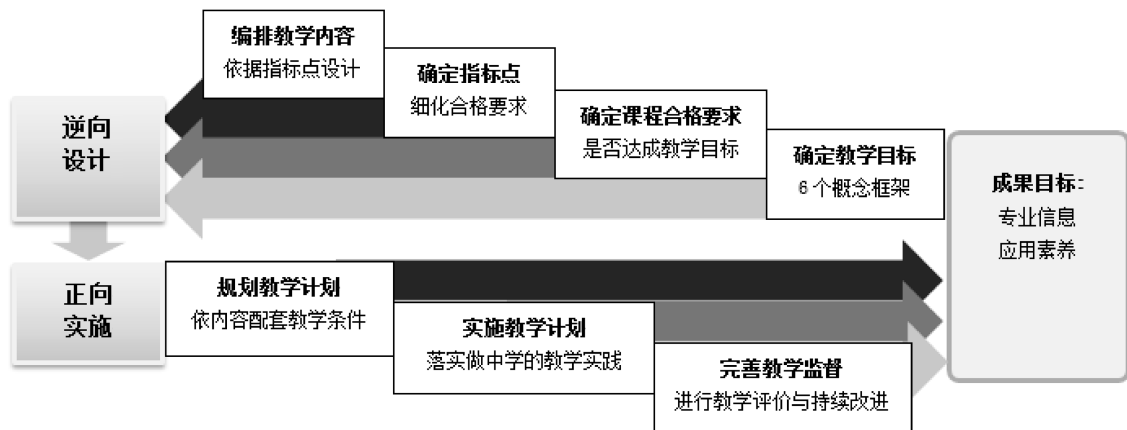 编排教学内容
依据指标点设计
确定指标点
细化合格要求
确定课程合格要求
是否达成教学目标
确定教学目标
6个概念框架
逆向
设计
成果目标:
专业信息
应用素养
正向
实施
规划教学计划
依内容配套教学条件
实施教学计划
落实做中学的教学实践
完善教学监督
进行教学评价与持续改进